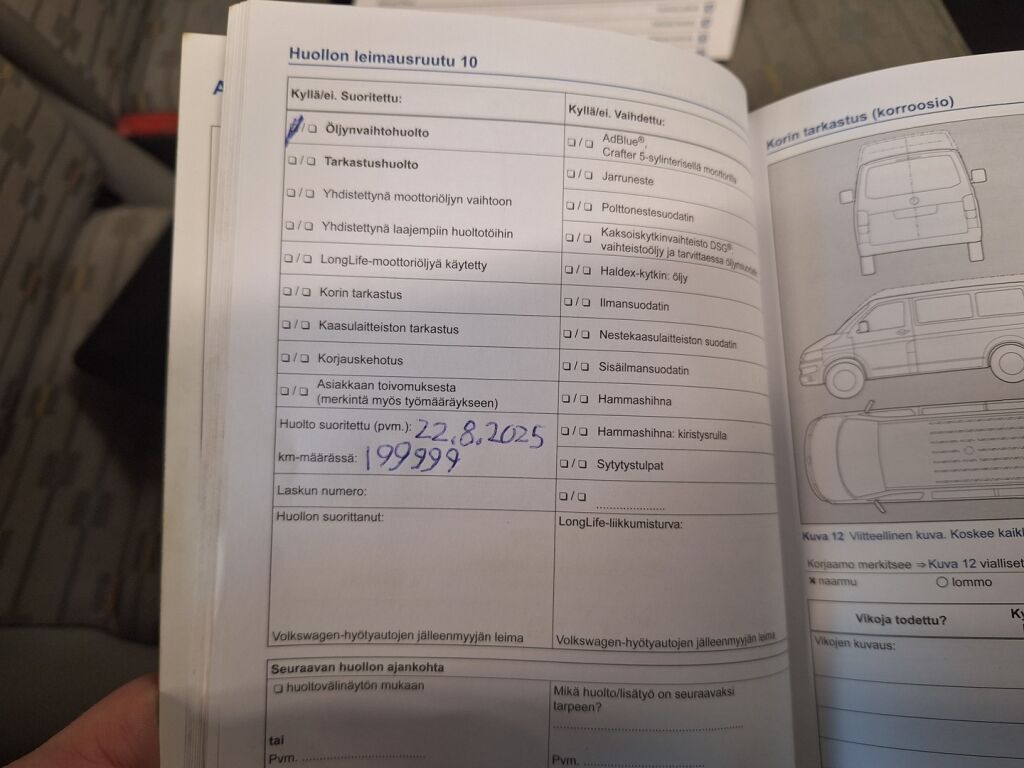 Huollon leimausruutu 10
Kyllä/ei. Suoritettu:
/ ❏ Öljynvaihtohuolto
❏ / ❏ Tarkastushuolto
❏ / ❏ Yhdistettynä moottoriöljyn vaihtoon
❏ / ❏ Yhdistettynä laajempiin huoltotöihin
❏ / ❏ LongLife-moottoriöljyä käytetty
❏ / ❏ Korin tarkastus
❏ / ❏ Kaasulaitteiston tarkastus
❏ / ❏ Korjauskehotus
❏ / ❏ Asiakkaan toivomuksesta
(merkintä myös työmääräykseen)
Huolto suoritettu (pvm.): 22.8.2025
km-määrässä: 199999
Laskun numero:
Huollon suorittanut:
Volkswagen-hyötyautojen jälleenmyyjän leima
Kyllä/ei. Vaihdettu:
❏ / ❏ AdBlue®,
Crafter 5-sylinterisellä moottorilla
❏ / ❏ Jarruneste
❏ / ❏ Polttonestesuodatin
❏ / ❏ Kaksoiskytkinvaihteisto DSG®:
vaihteistoöljy ja tarvittaessa öljynsuodatin
❏ / ❏ Haldex-kytkin: öljy
❏ / ❏ Ilmansuodatin
❏ / ❏ Nestekaasulaitteiston suodatin
❏ / ❏ Sisäilmansuodatin
❏ / ❏ Hammashihna
❏ / ❏ Hammashihna: kiristysrulla
❏ / ❏ Sytytystulpat
❏ / ❏ ....................
LongLife-liikkumisturva:
Volkswagen-hyötyautojen jälleenmyyjän leima
Seuraavan huollon ajankohta
❏ huoltovälinäytön mukaan
tai
Pvm. ....................
Mikä huolto/lisätyö on seuraavaksi
tarpeen?
Pvm. ....................
Korin tarkastus (korroosio)
Kuva 12 Viitteellinen kuva. Koskee
Korjaamo merkitsee ⇒ Kuva 12 vialliset
× naarmu
○ lommo
Vikoja todettu?
Ky
Vikojen kuvaus: